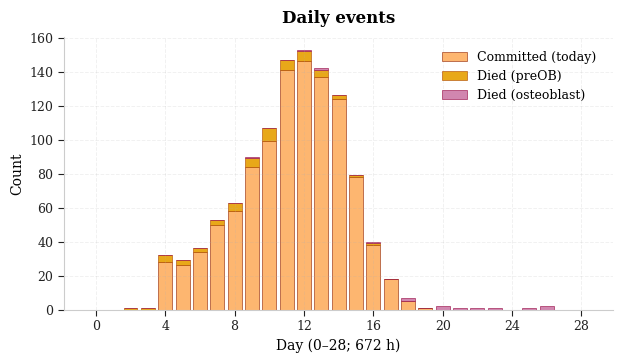 Daily events
Committed (today)
Died (preOB)
Died (osteoblast)
Count
160
140
120
100
80
60
40
20
0
0 4 8 12 16 20 24 28
Day (0–28; 672 h)